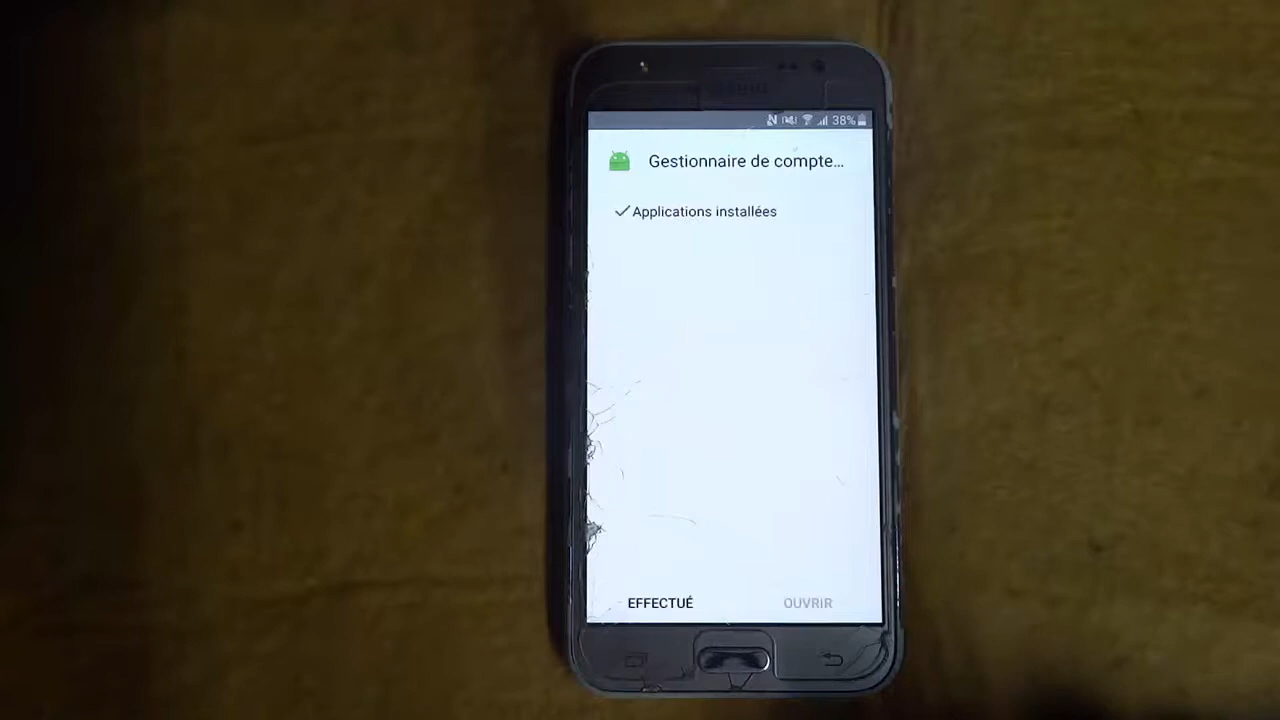 38%
Gestionnaire de compte...
Applications installées
EFFECTUÉ
OUVRIR